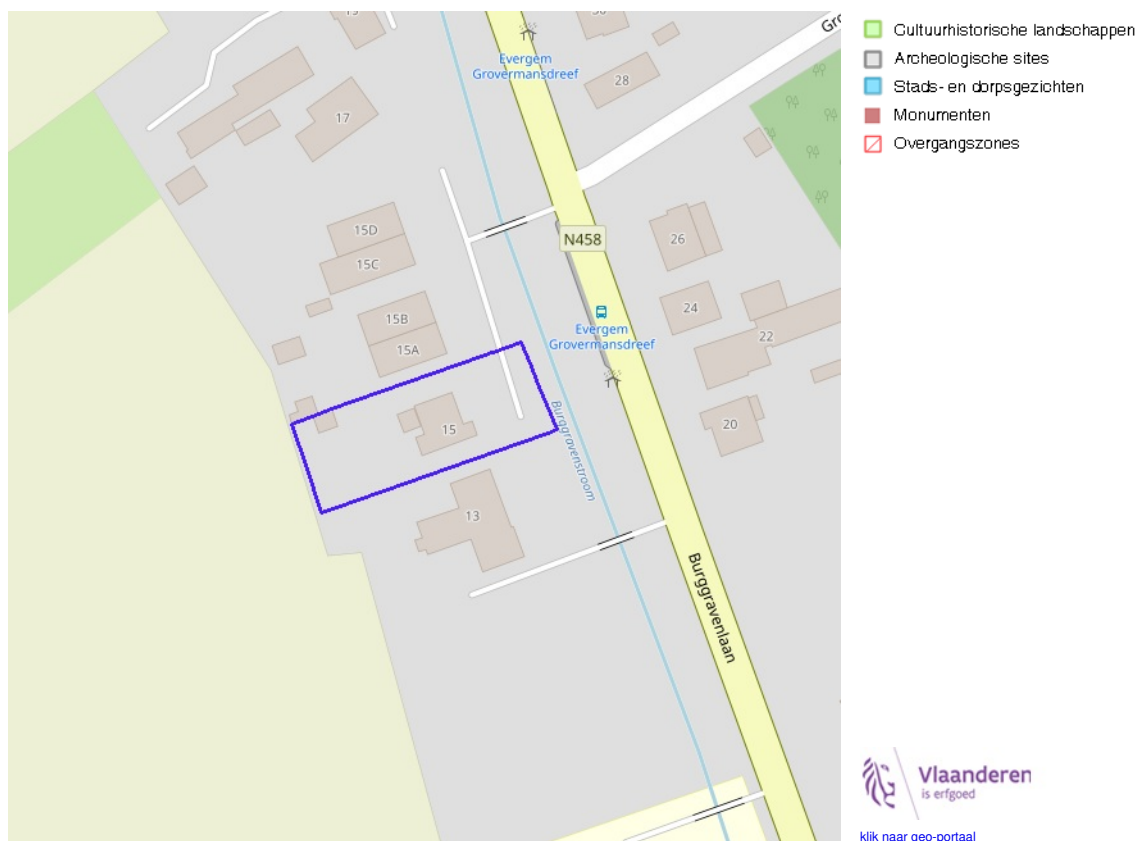 Evergem
Grovermansdreef
28
17
15D
15C
15B
15A
15
13
N458
26
24
22
20
Evergem
Grovermansdreef
Burggravenstroom
Burggravenlaan
Cultuurhistorische landschappen
Archeologische sites
Stads- en dorpsgezichten
Monumenten
Overgangszones
Vlaanderen
is erfgoed
klik naar geo-portaal